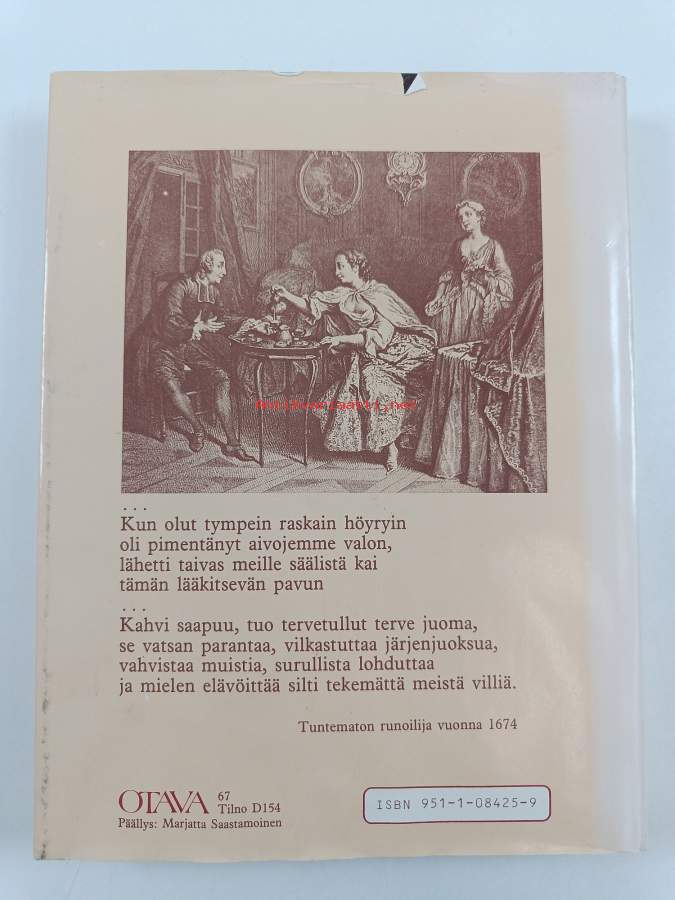 Antikvariaatti.net
. . .
Kun olut tympein raskain höyryin
oli pimentänyt aivojemme valon,
lähetti taivas meille säälistä kai
tämän lääkitsevän pavun
. . .
Kahvi saapuu, tuo tervetullut terve juoma,
se vatsan parantaa, vilkastuttaa järjenjuoksua,
vahvistaa muistia, surullista lohduttaa
ja mielen elävöittää silti tekemättä meistä villiä.
Tuntematon runoilija vuonna 1674
OTAVA 67
Tilno D154
Päällys: Marjatta Saastamoinen
ISBN 951-1-08425-9